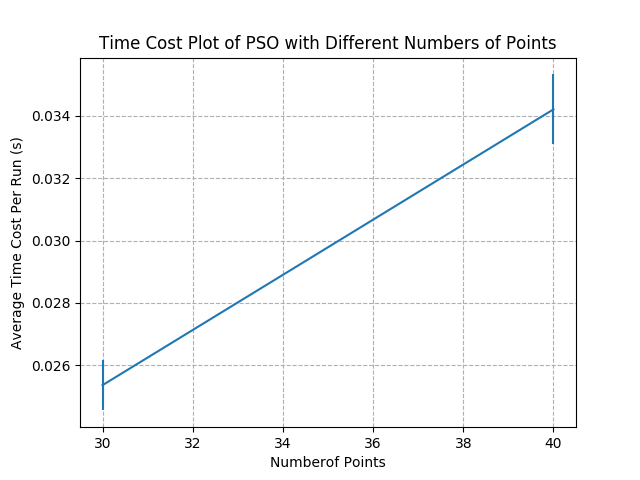 Time Cost Plot of PSO with Different Numbers of Points
Average Time Cost Per Run (s)
0.034
0.032
0.030
0.028
0.026
30 32 34 36 38 40
Numberof Points